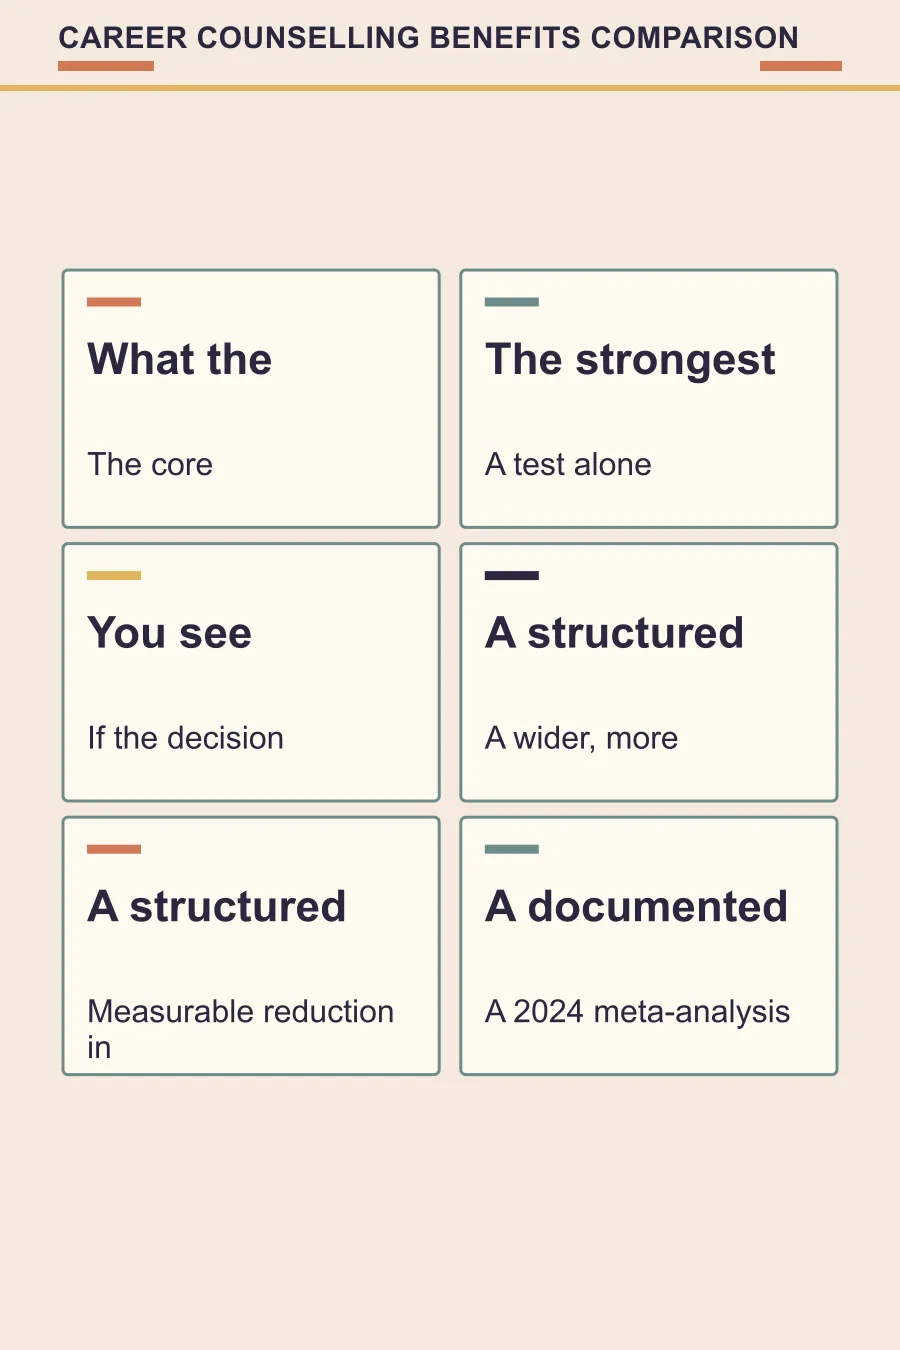 CAREER COUNSELLING BENEFITS COMPARISON
What the
The core
The strongest
A test alone
You see
If the decision
A structured
A wider, more
A structured
Measurable reduction
in
A documented
A 2024 meta-analysis